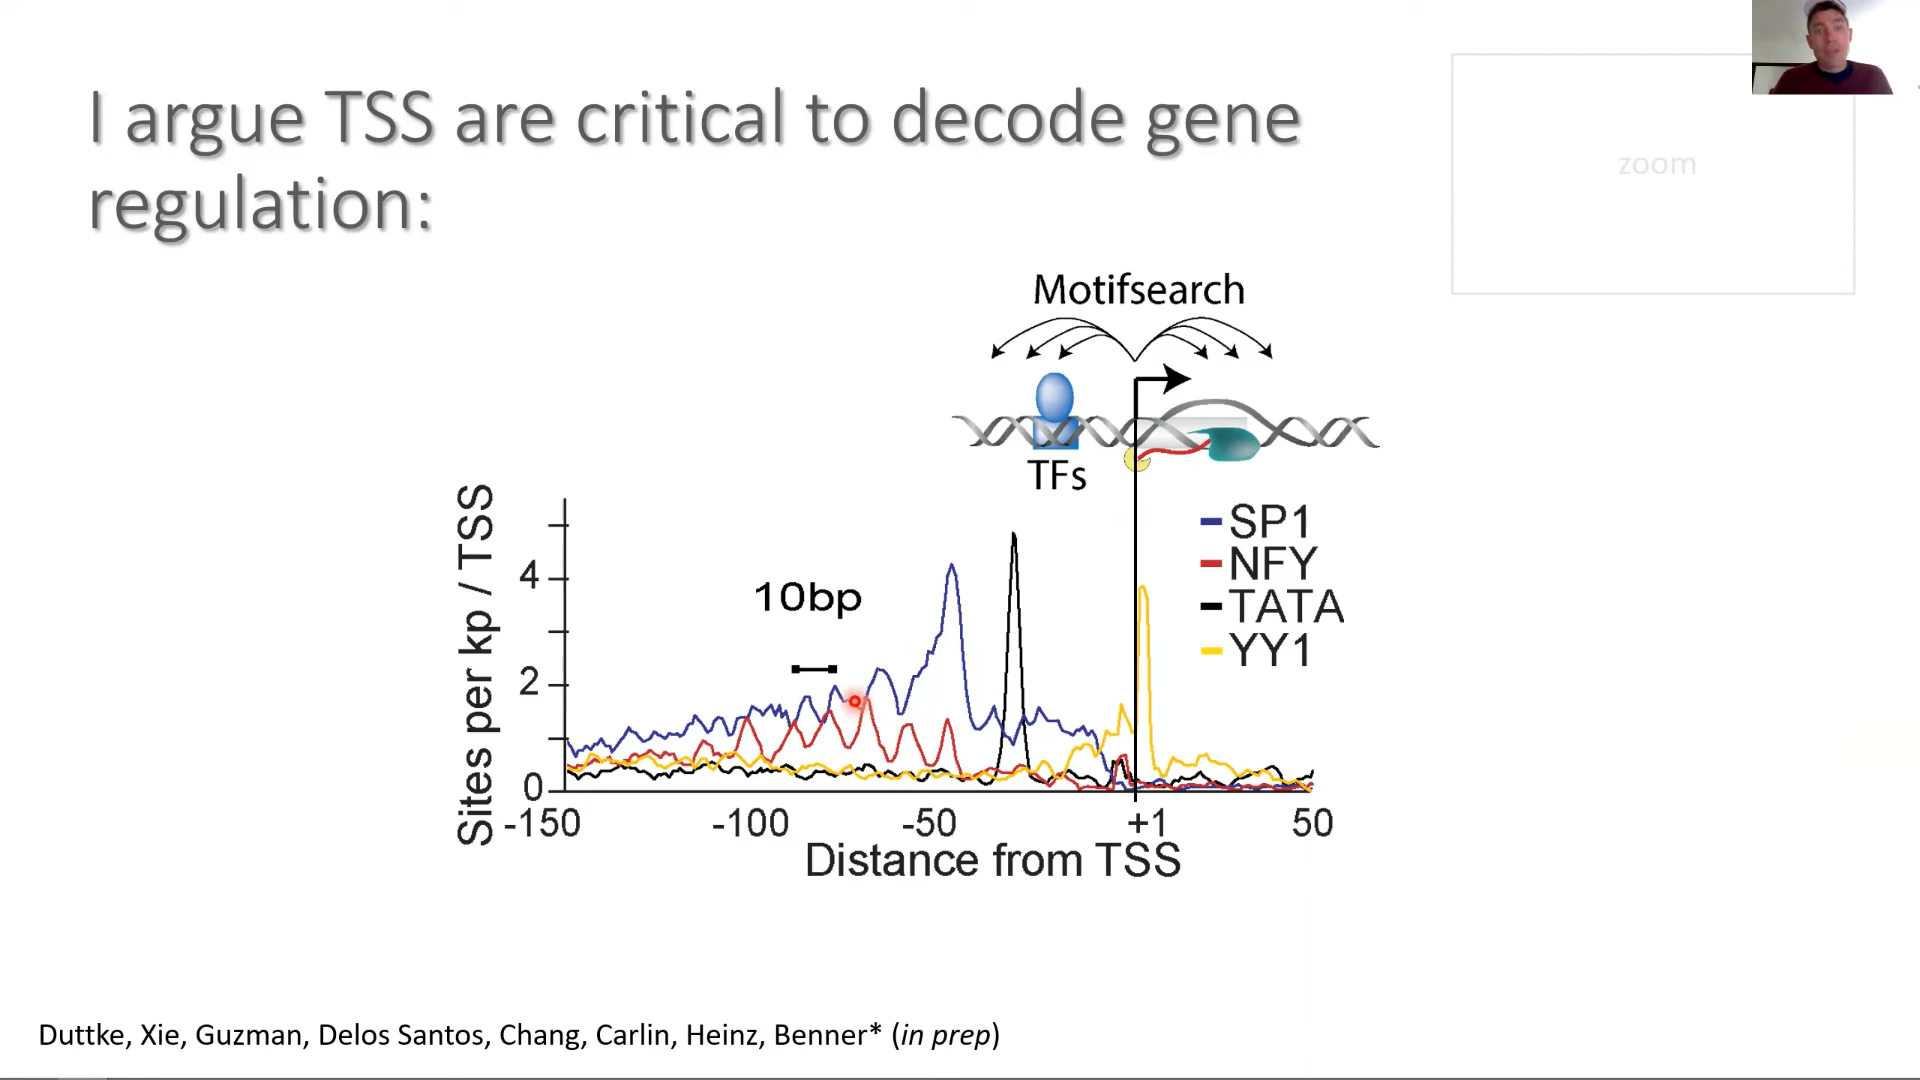 I argue TSS are critical to decode gene
regulation:
zoom
Motifsearch
TFs
SP1
NFY
TATA
YY1
10bp
Sites per kp / TSS
4
2
0
-150 -100 -50 +1 50
Distance from TSS
Duttke, Xie, Guzman, Delos Santos, Chang, Carlin, Heinz, Benner* (in prep)